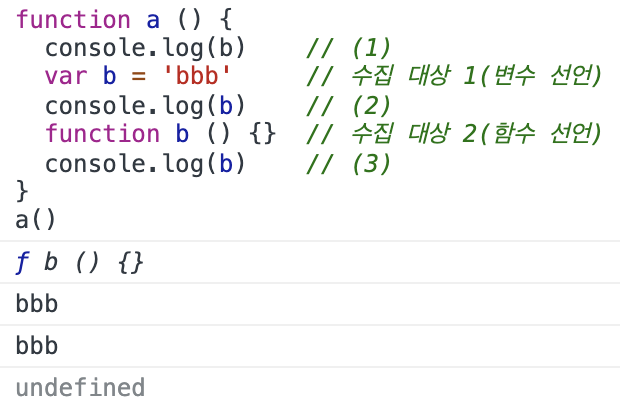 function a () {
  console.log(b)    // (1)
  var b = 'bbb'     // 수집 대상 1(변수 선언)
  console.log(b)    // (2)
  function b () {}  // 수집 대상 2(함수 선언)
  console.log(b)    // (3)
}
a()
ƒ b () {}
bbb
bbb
undefined